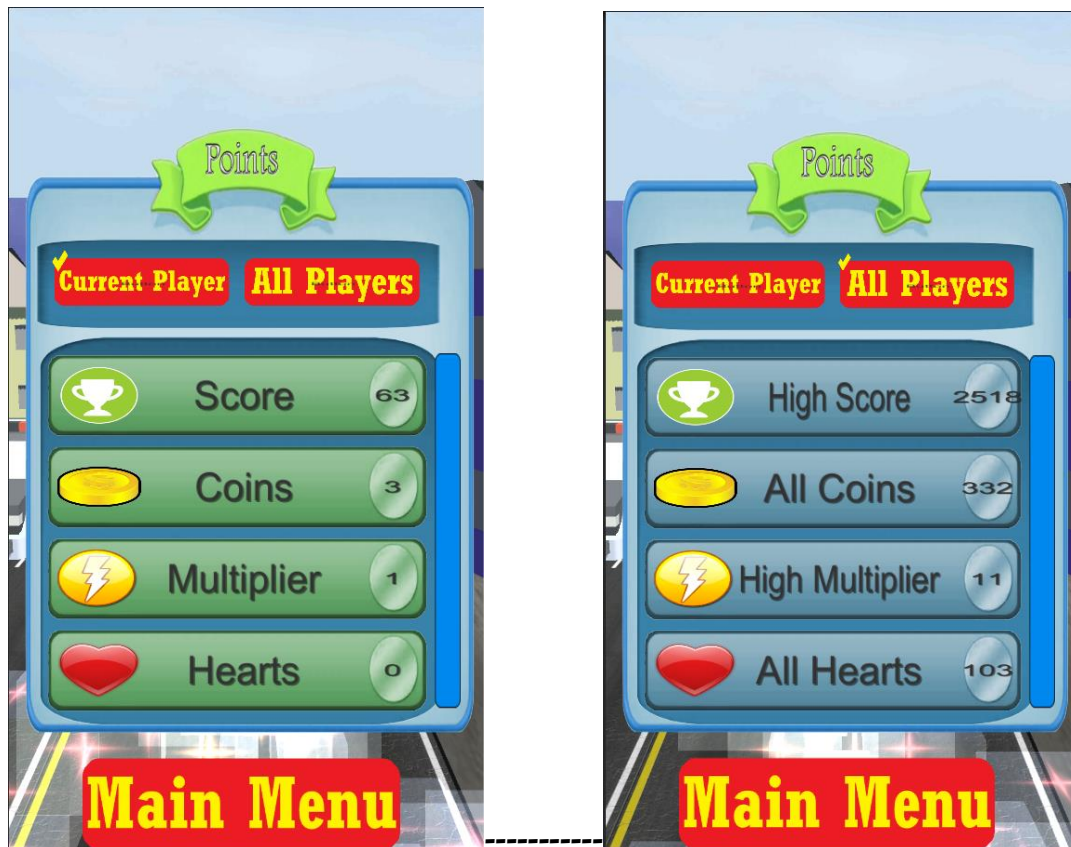 Points
Current Player All Players
Score 63
Coins 3
Multiplier 1
Hearts 0
Main Menu
Points
Current Player All Players
High Score 2518
All Coins 332
High Multiplier 11
All Hearts 103
Main Menu